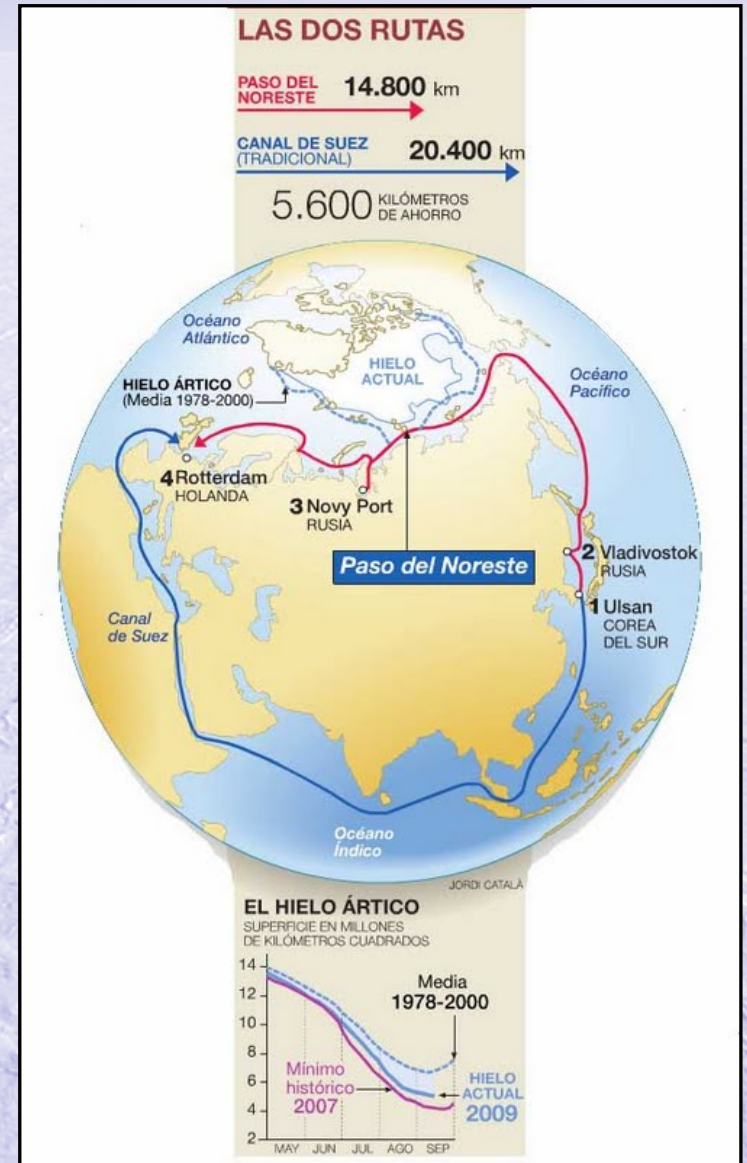 LAS DOS RUTAS
PASO DEL
NORESTE
14.800 km
CANAL DE SUEZ
(TRADICIONAL)
20.400 km
5.600 KILÓMETROS
DE AHORRO
Océano
Atlántico
HIELO
ACTUAL
Océano
Pacífico
HIELO ÁRTICO
(Media 1978-2000)
4 Rotterdam
HOLANDA
3 Novy Port
RUSIA
Paso del Noreste
2 Vladivostok
RUSIA
1 Ulsan
COREA
DEL SUR
Canal
de Suez
Océano
Índico
JORDI CATALÀ
EL HIELO ÁRTICO
SUPERFICIE EN MILLONES
DE KILÓMETROS CUADRADOS
14
12
10
8
6
4
2
Media
1978-2000
Mínimo
histórico
2007
HIELO
ACTUAL
2009
MAY JUN JUL AGO SEP